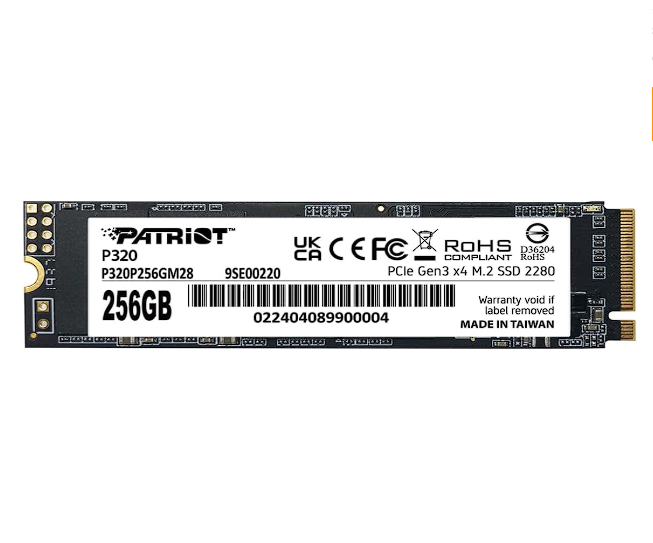 PATRIOT™
P320
P320P256GM28 9SE00220
256GB
022404089900004
UK CA CE FC RoHS COMPLIANT D36204 RoHS
PCIe Gen3 x4 M.2 SSD 2280
Warranty void if
label removed
MADE IN TAIWAN